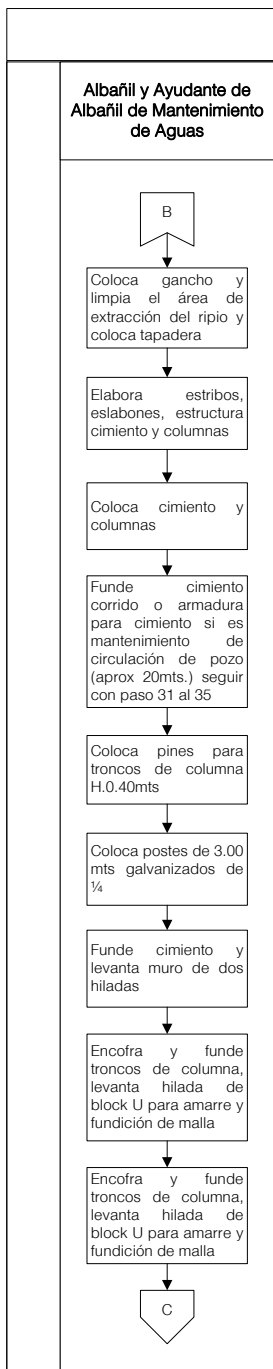 Albañil y Ayudante de
Albañil de Mantenimiento
de Aguas
B
Coloca gancho y
limpia el área de
extracción del ripio y
coloca tapadera
Elabora estribos,
eslabones, estructura
cimiento y columnas
Coloca cimiento y
columnas
Funde cimiento
corrido o armadura
para cimiento si es
mantenimiento de
circulación de pozo
(aprox 20mts.) seguir
con paso 31 al 35
Coloca pines para
troncos de columna
H.0.40mts
Coloca postes de 3.00
mts galvanizados de
¼
Funde cimiento y
levanta muro de dos
hiladas
Encofra y funde
troncos de columna,
levanta hilada de
block U para amarre y
fundición de malla
Encofra y funde
troncos de columna,
levanta hilada de
block U para amarre y
fundición de malla
C